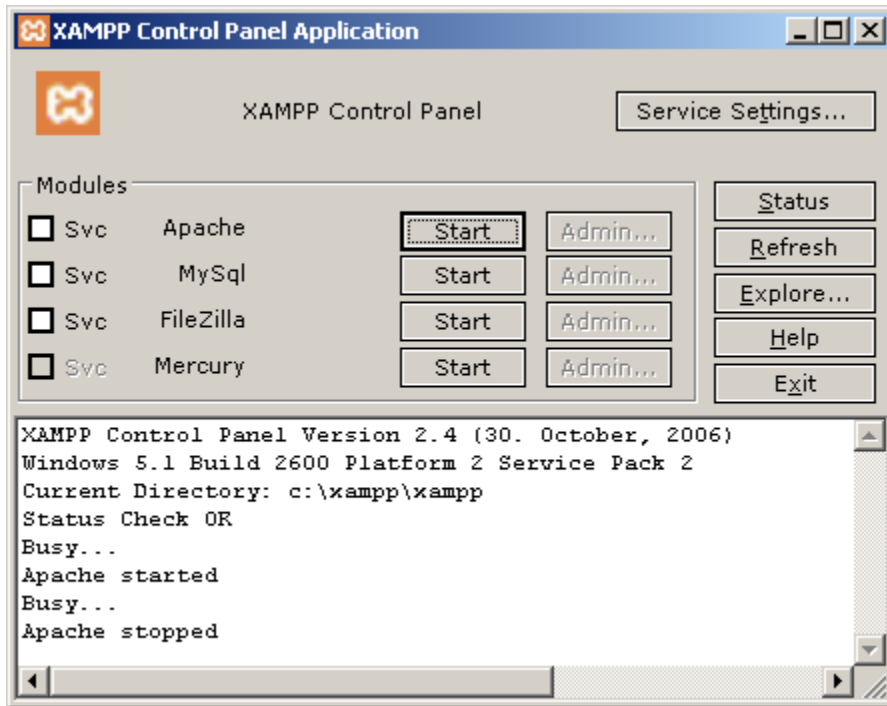 XAMPP Control Panel Application
XAMPP Control Panel
Service Settings...
Modules
Svc Apache Start Admin...
Svc MySql Start Admin...
Svc FileZilla Start Admin...
Svc Mercury Start Admin...
Status
Refresh
Explore...
Help
Exit
XAMPP Control Panel Version 2.4 (30. October, 2006)
Windows 5.1 Build 2600 Platform 2 Service Pack 2
Current Directory: c:\xampp\xampp
Status Check OK
Busy...
Apache started
Busy...
Apache stopped